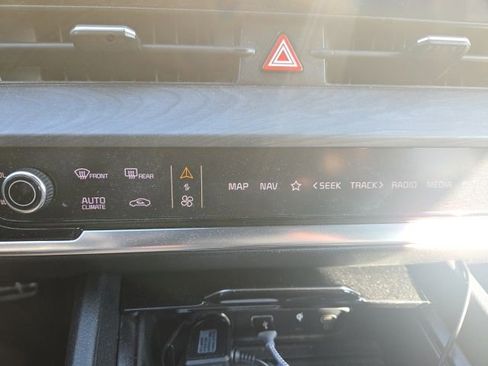 FRONT REAR
MAP NAV <SEEK TRACK> RADIO MEDIA
AUTO
CLIMATE